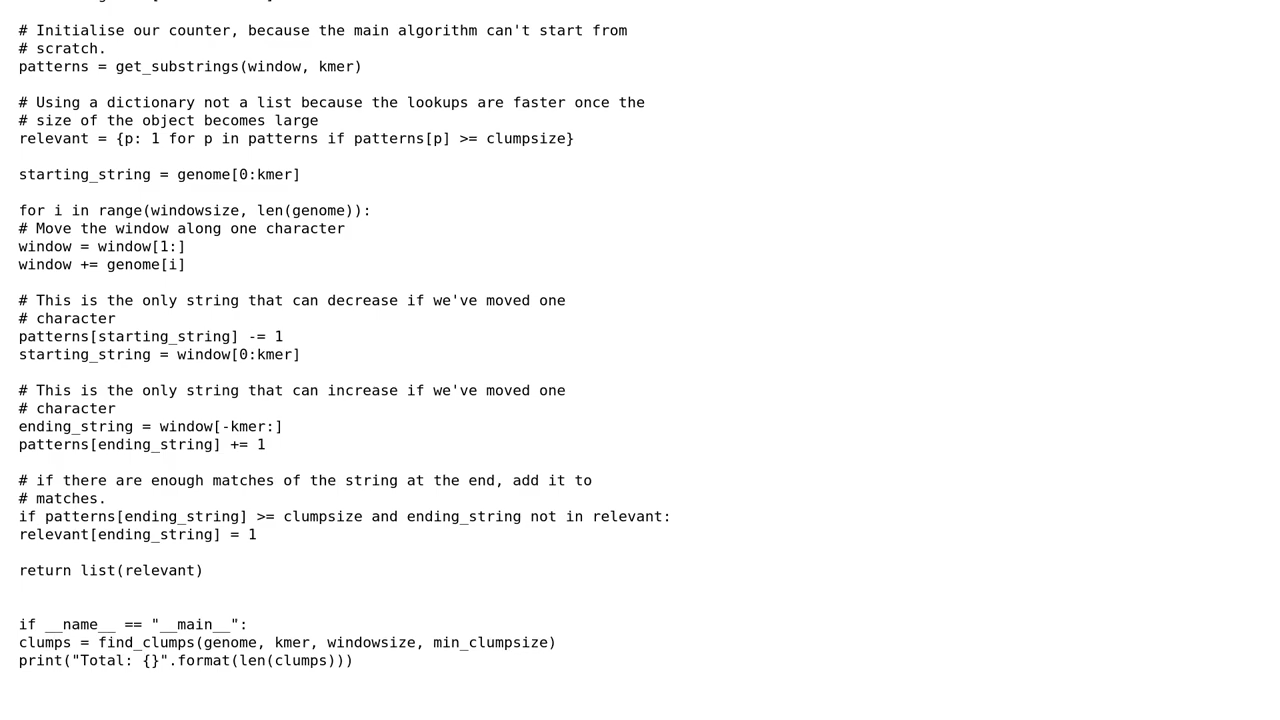 # Initialise our counter, because the main algorithm can't start from
# scratch.
patterns = get_substrings(window, kmer)
# Using a dictionary not a list because the lookups are faster once the
# size of the object becomes large
relevant = {p: 1 for p in patterns if patterns[p] >= clumpsize}
starting_string = genome[0:kmer]
for i in range(windowsize, len(genome)):
# Move the window along one character
window = window[1:]
window += genome[i]
# This is the only string that can decrease if we've moved one
# character
patterns[starting_string] -= 1
starting_string = window[0:kmer]
# This is the only string that can increase if we've moved one
# character
ending_string = window[-kmer:]
patterns[ending_string] += 1
# if there are enough matches of the string at the end, add it to
# matches.
if patterns[ending_string] >= clumpsize and ending_string not in relevant:
relevant[ending_string] = 1
return list(relevant)
if __name__ == "__main__":
clumps = find_clumps(genome, kmer, windowsize, min_clumpsize)
print("Total: {}".format(len(clumps)))